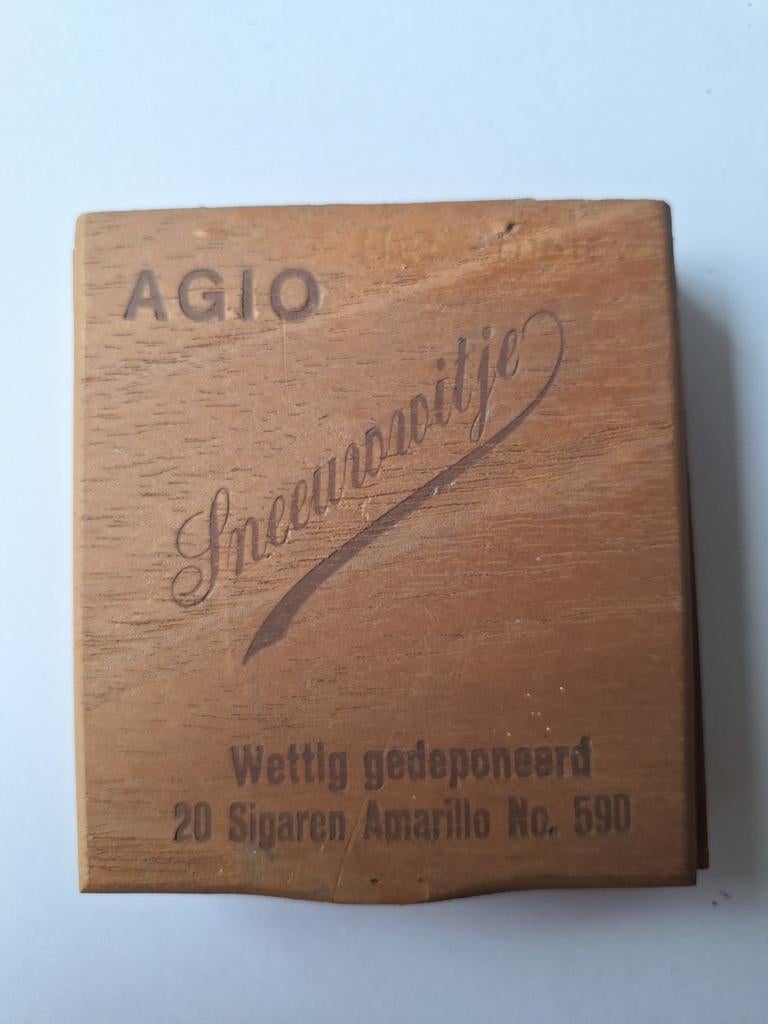 AGIO
Sneeuwwitje
Wettig gedeponeerd
20 Sigaren Amarillo No. 590